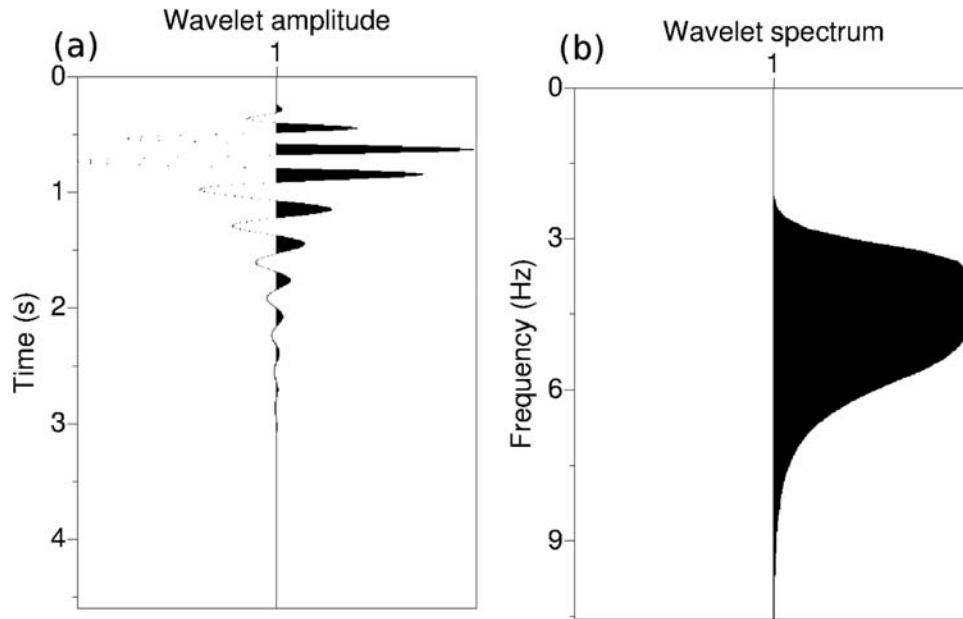 (a)
Wavelet amplitude
1
0
1
2
3
4
Time (s)
(b)
Wavelet spectrum
1
0
3
6
9
Frequency (Hz)